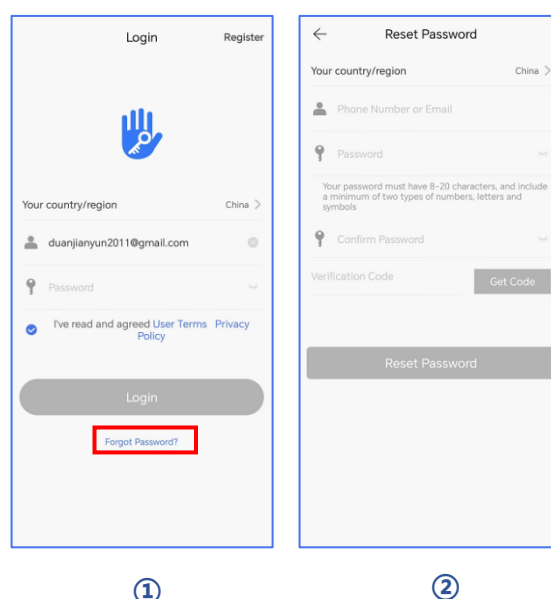 Login
Register
Your country/region
China
duanjianyun2011@gmail.com
Password
I've read and agreed User Terms Privacy
Policy
Login
Forgot Password?
①
Reset Password
Your country/region
China
Phone Number or Email
Password
Your password must have 8-20 characters, and include
a minimum of two types of numbers, letters and
symbols
Confirm Password
Verification Code
Get Code
Reset Password
②